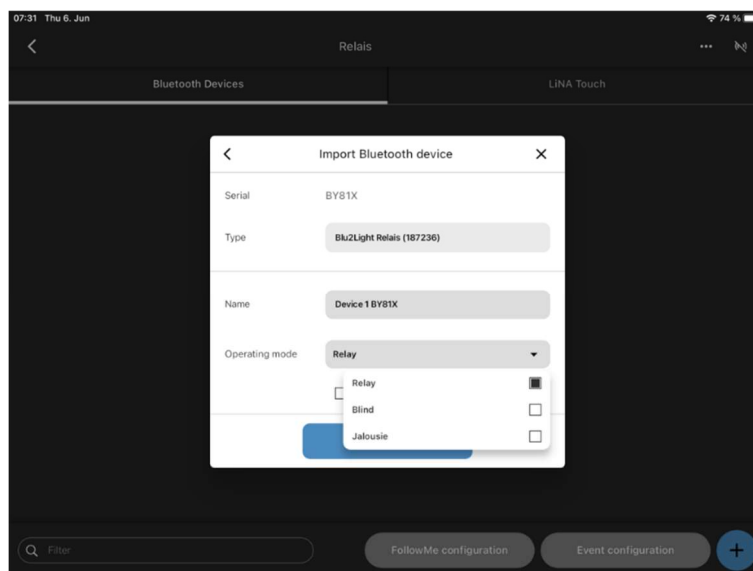 07:31 Thu 6. Jun 74 %
Relais
Bluetooth Devices LiNA Touch
Import Bluetooth device
Serial BY81X
Type Blu2Light Relais (187236)
Name Device 1 BY81X
Operating mode Relay
Relay
Blind
Jalousie
Filter FollowMe configuration Event configuration